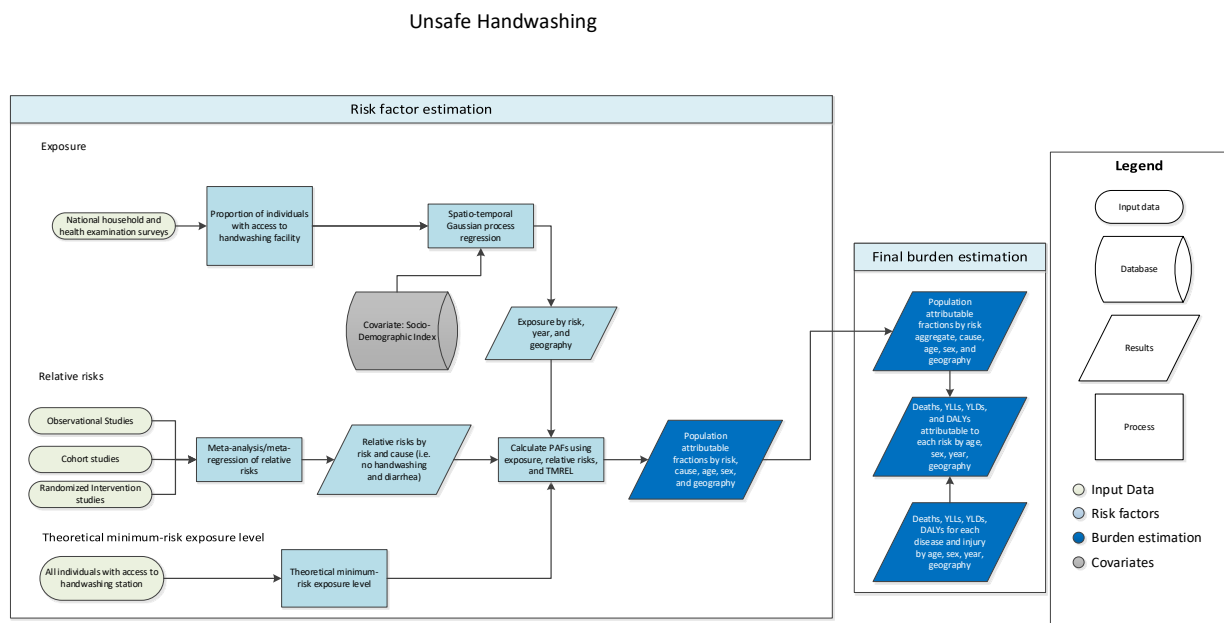 Unsafe Handwashing
Risk factor estimation
Exposure
National household and
health examination surveys
Proportion of individuals
with access to
handwashing facility
Spatio-temporal
Gaussian process
regression
Covariate: Socio-
Demographic Index
Exposure by risk,
year, and
geography
Relative risks
Observational Studies
Cohort studies
Randomized Intervention
studies
Meta-analysis/meta-
regression of relative
risks
Relative risks by
risk and cause (i.e.
no handwashing
and diarrhea)
Calculate PAFs using
exposure, relative risks,
and TMREL
Population
attributable
fractions by risk,
cause, age, sex,
and geography
Theoretical minimum-risk exposure level
All individuals with access to
handwashing station
Theoretical minimum-
risk exposure level
Final burden estimation
Population
attributable
fractions by risk
aggregate, cause,
age, sex, and
geography
Deaths, YLLs, YLDs,
and DALYs
attributable to
each risk by age,
sex, year,
geography
Deaths, YLLs, YLDs,
DALYs for each
disease and injury
by age, sex, year,
geography
Legend
Input data
Database
Results
Process
Input Data
Risk factors
Burden estimation
Covariates